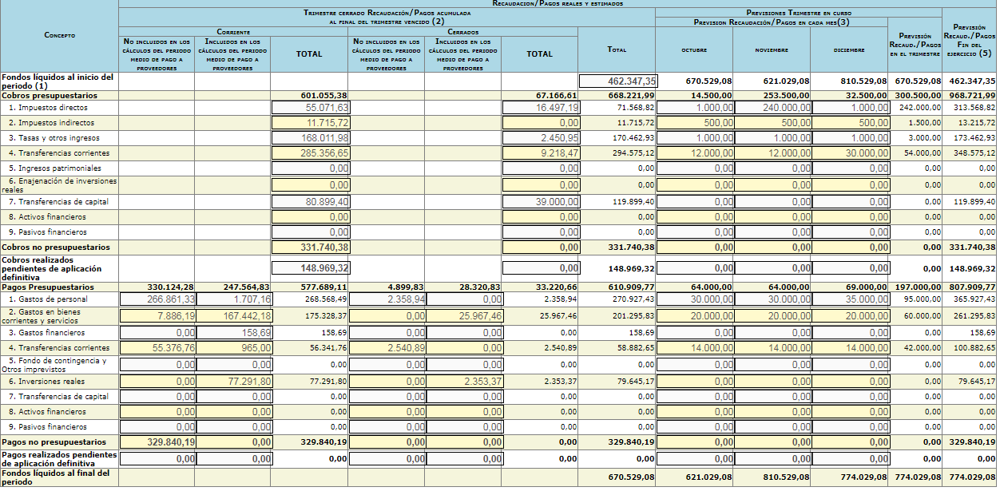 Recaudación/Pagos reales y estimados
Trimestre cerrado Recaudación/Pagos acumulada
al final del trimestre vencido (2)
Previsiones Trimestre en curso
Prevision Recaudación/Pagos en cada mes(3)
Corriente
Cerrados
Concepto
No incluidos en los cálculos del periodo medio de pago a proveedores
Incluidos en los cálculos del periodo medio de pago a proveedores
TOTAL
No incluidos en los cálculos del periodo medio de pago a proveedores
Incluidos en los cálculos del periodo medio de pago a proveedores
TOTAL
Total
octubre
noviembre
diciembre
Previsión Recaud./Pagos en el trimestre
Previsión Recaud./Pagos Fin del ejercicio (5)
Fondos líquidos al inicio del periodo (1) 462.347,35 670.529,08 621.029,08 810.529,08 670.529,08 462.347,35
Cobros presupuestarios 601.055,38 67.166,61 668.221,99 14.500,00 253.500,00 32.500,00 300.500,00 968.721,99
1. Impuestos directos 55.071,63 16.497,19 71.568,82 1.000,00 240.000,00 1.000,00 242.000,00 313.568,82
2. Impuestos indirectos 11.715,72 0,00 11.715,72 500,00 500,00 500,00 1.500,00 13.215,72
3. Tasas y otros ingresos 168.011,98 2.450,95 170.462,93 1.000,00 1.000,00 1.000,00 3.000,00 173.462,93
4. Transferencias corrientes 285.356,65 9.218,47 294.575,12 12.000,00 12.000,00 30.000,00 54.000,00 348.575,12
5. Ingresos patrimoniales 0,00 0,00 0,00 0,00 0,00 0,00 0,00 0,00
6. Enajenación de inversiones reales 0,00 0,00 0,00 0,00 0,00 0,00 0,00 0,00
7. Transferencias de capital 80.899,40 39.000,00 119.899,40 0,00 0,00 0,00 0,00 119.899,40
8. Activos financieros 0,00 0,00 0,00 0,00 0,00 0,00 0,00 0,00
9. Pasivos financieros 0,00 0,00 0,00 0,00 0,00 0,00 0,00 0,00
Cobros no presupuestarios 331.740,38 0,00 331.740,38 0,00 0,00 0,00 0,00 331.740,38
Cobros realizados pendientes de aplicación definitiva 148.969,32 0,00 148.969,32 0,00 0,00 0,00 0,00 148.969,32
Pagos Presupuestarios 330.124,28 247.564,83 577.689,11 4.899,83 28.320,83 33.220,66 610.909,77 64.000,00 64.000,00 69.000,00 197.000,00 807.909,77
1. Gastos de personal 266.861,33 1.707,16 268.568,49 2.358,94 0,00 2.358,94 270.927,43 30.000,00 30.000,00 35.000,00 95.000,00 365.927,43
2. Gastos en bienes corrientes y servicios 7.886,19 167.442,18 175.328,37 0,00 25.967,46 25.967,46 201.295,83 20.000,00 20.000,00 20.000,00 60.000,00 261.295,83
3. Gastos financieros 0,00 158,69 158,69 0,00 0,00 0,00 158,69 0,00 0,00 0,00 0,00 158,69
4. Transferencias corrientes 55.376,76 965,00 56.341,76 2.540,89 0,00 2.540,89 58.882,65 14.000,00 14.000,00 14.000,00 42.000,00 100.882,65
5. Fondo de contingencia y Otros imprevistos 0,00 0,00 0,00 0,00 0,00 0,00 0,00 0,00 0,00 0,00 0,00 0,00
6. Inversiones reales 0,00 77.291,80 77.291,80 0,00 2.353,37 2.353,37 79.645,17 0,00 0,00 0,00 0,00 79.645,17
7. Transferencias de capital 0,00 0,00 0,00 0,00 0,00 0,00 0,00 0,00 0,00 0,00 0,00 0,00
8. Activos financieros 0,00 0,00 0,00 0,00 0,00 0,00 0,00 0,00 0,00 0,00 0,00 0,00
9. Pasivos financieros 0,00 0,00 0,00 0,00 0,00 0,00 0,00 0,00 0,00 0,00 0,00 0,00
Pagos no presupuestarios 329.840,19 0,00 329.840,19 0,00 0,00 0,00 329.840,19 0,00 0,00 0,00 0,00 329.840,19
Pagos realizados pendientes de aplicación definitiva 0,00 0,00 0,00 0,00 0,00 0,00 0,00 0,00 0,00 0,00 0,00 0,00
Fondos líquidos al final del periodo 670.529,08 621.029,08 810.529,08 774.029,08 774.029,08 774.029,08